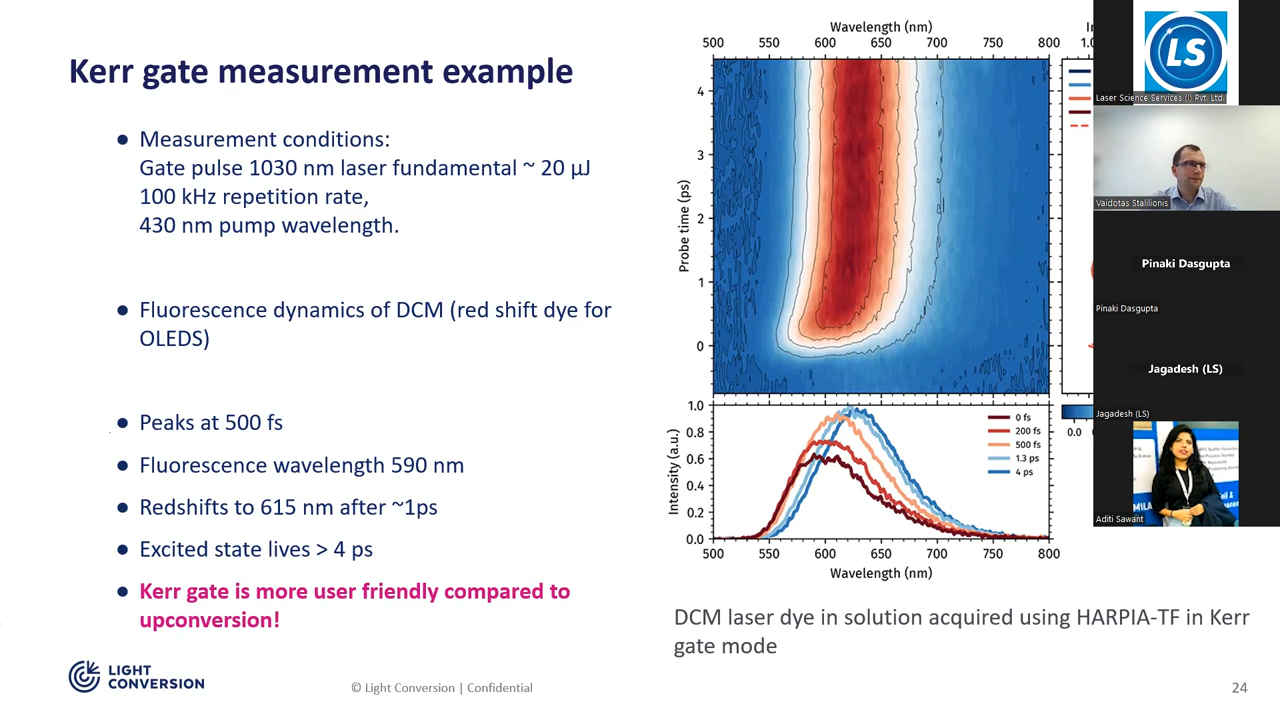 Kerr gate measurement example
● Measurement conditions:
Gate pulse 1030 nm laser fundamental ~ 20 µJ
100 kHz repetition rate,
430 nm pump wavelength.
● Fluorescence dynamics of DCM (red shift dye for
OLEDS)
● Peaks at 500 fs
● Fluorescence wavelength 590 nm
● Redshifts to 615 nm after ~1ps
● Excited state lives > 4 ps
● Kerr gate is more user friendly compared to
upconversion!
LIGHT
CONVERSION
© Light Conversion | Confidential
24
Wavelength (nm)
500 550 600 650 700 750 800
Probe time (ps)
4
3
2
1
0
1.0
0.0
Intensity (a.u.)
1.0
0.8
0.6
0.4
0.2
0.0
0 fs
200 fs
500 fs
1.3 ps
4 ps
500 550 600 650 700 750 800
Wavelength (nm)
DCM laser dye in solution acquired using HARPIA-TF in Kerr
gate mode
LS
Laser Science Services (I) Pvt. Ltd.
Vaidotas Stalilionis
Pinaki Dasgupta
Pinaki Dasgupta
Jagadesh (LS)
Jagadesh (LS)
MILA
Aditi Sawant